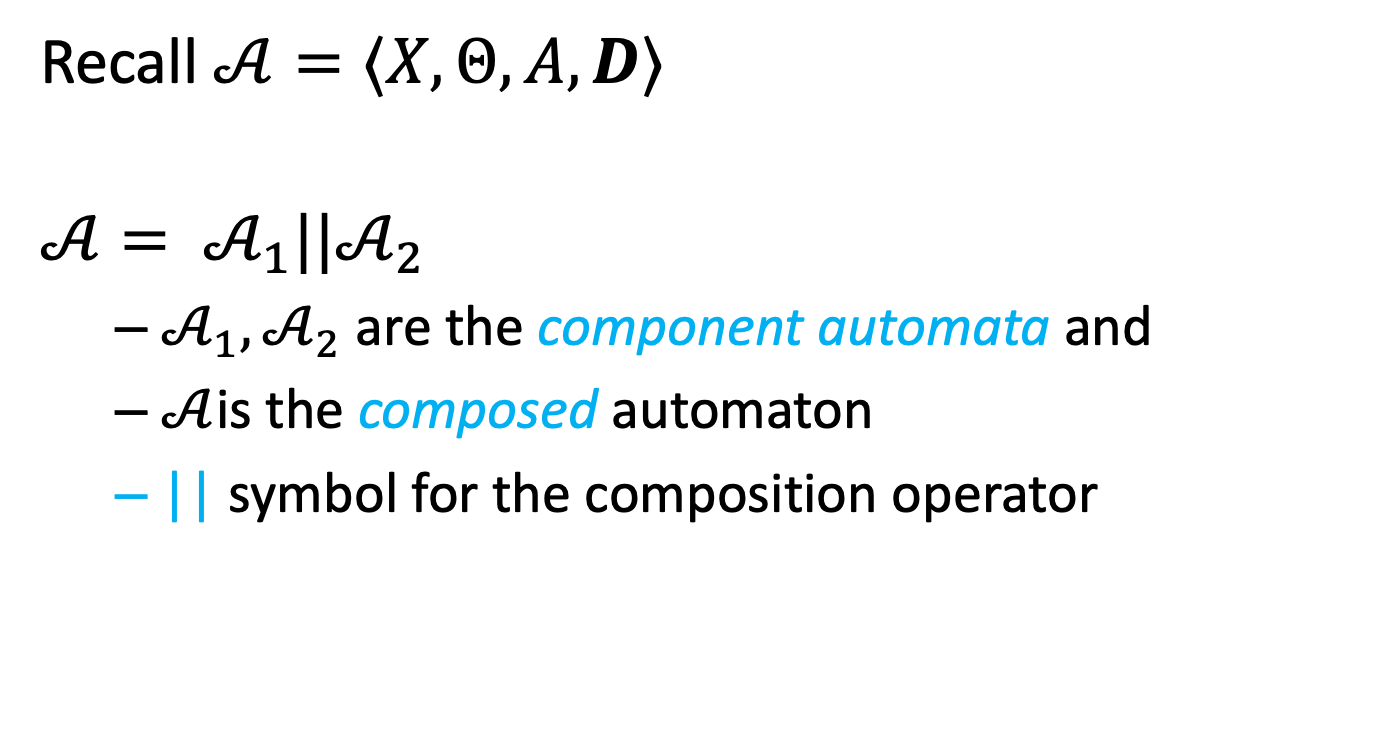 Recall 𝒜 = ⟨X, Θ, A, 𝑫⟩
𝒜 = 𝒜₁||𝒜₂
– 𝒜₁, 𝒜₂ are the component automata and
– 𝒜is the composed automaton
– || symbol for the composition operator